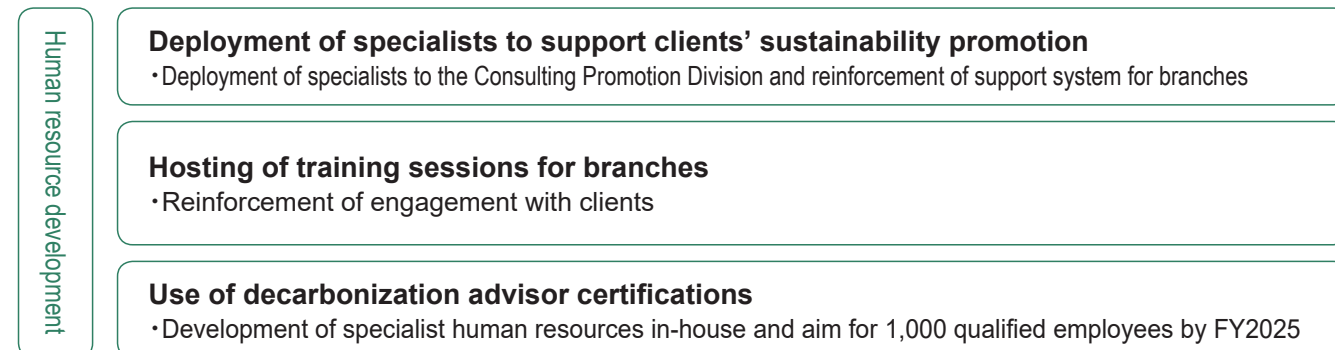 Human resource development
Deployment of specialists to support clients’ sustainability promotion
・Deployment of specialists to the Consulting Promotion Division and reinforcement of support system for branches
Hosting of training sessions for branches
・Reinforcement of engagement with clients
Use of decarbonization advisor certifications
・Development of specialist human resources in-house and aim for 1,000 qualified employees by FY2025